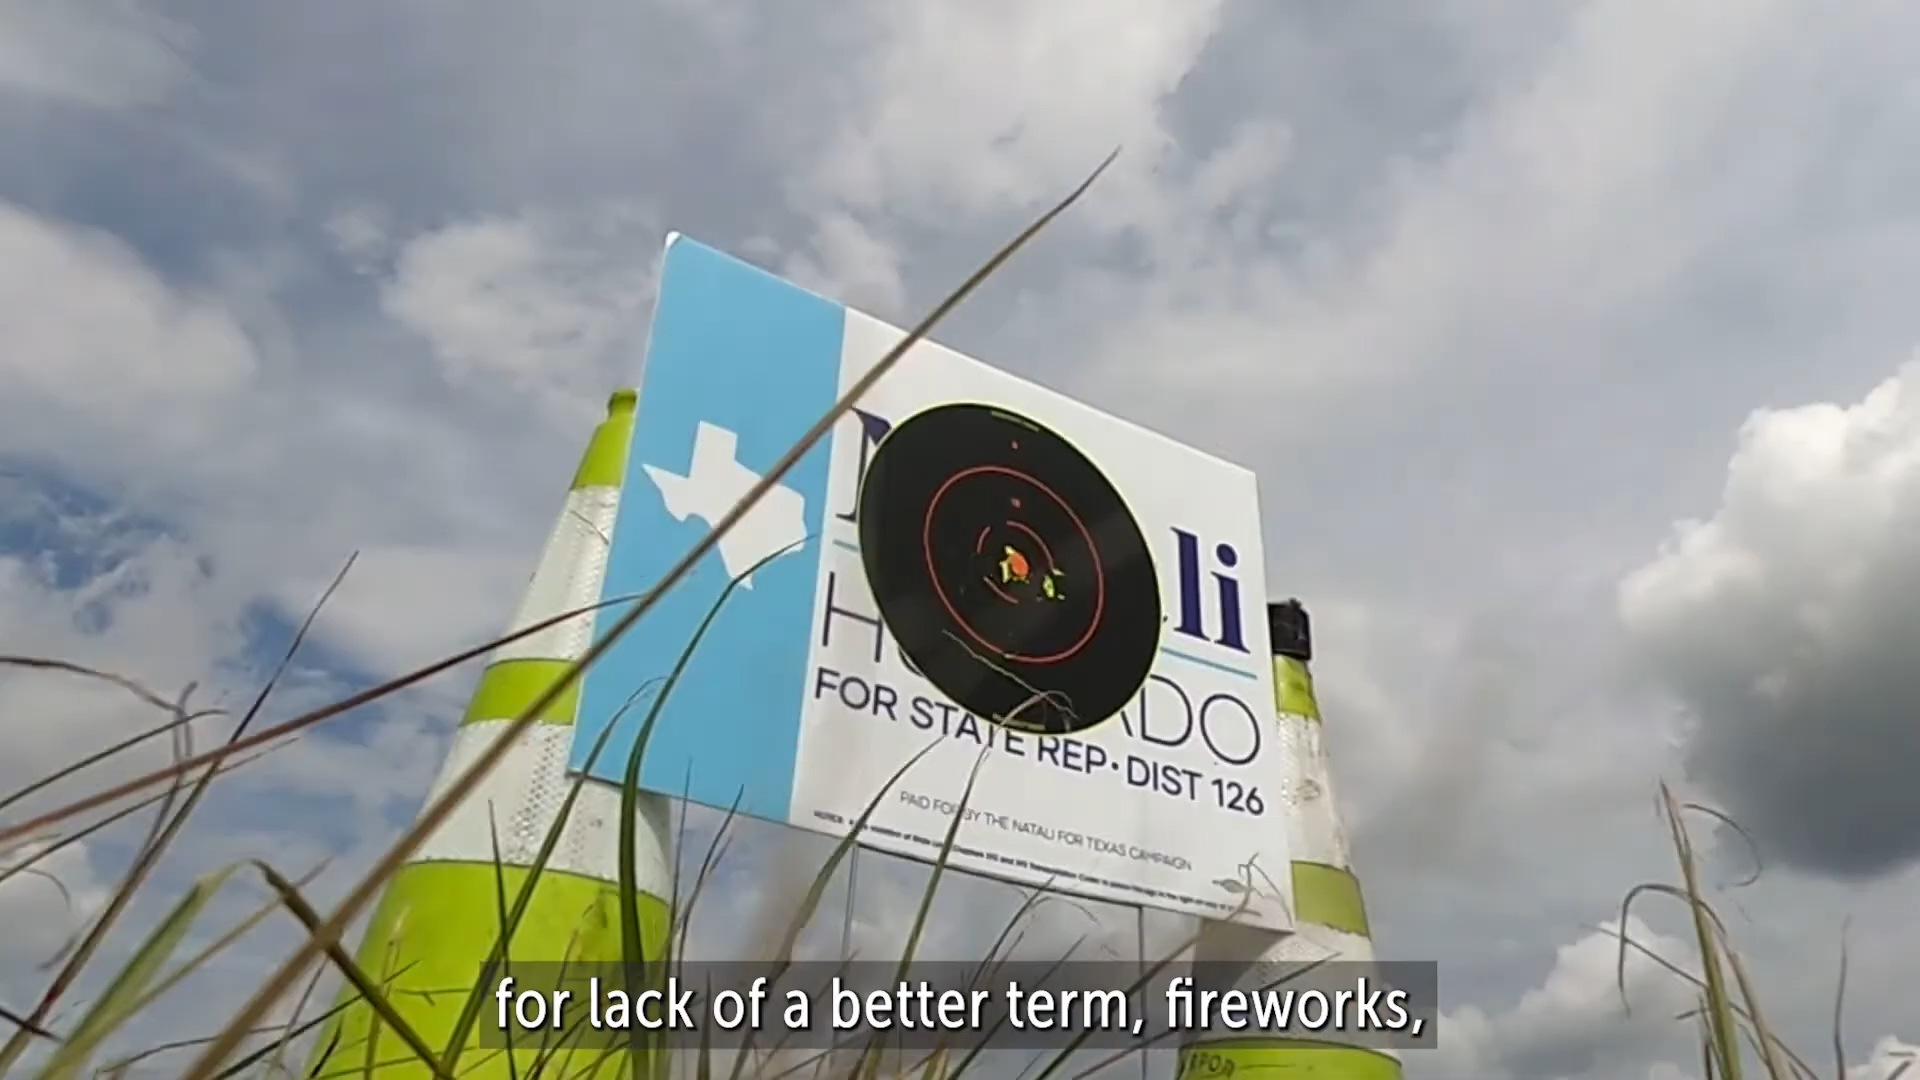 li
ADO
FOR STATE REP • DIST 126
PAID FOR BY THE NATALI FOR TEXAS CAMPAIGN
for lack of a better term, fireworks,